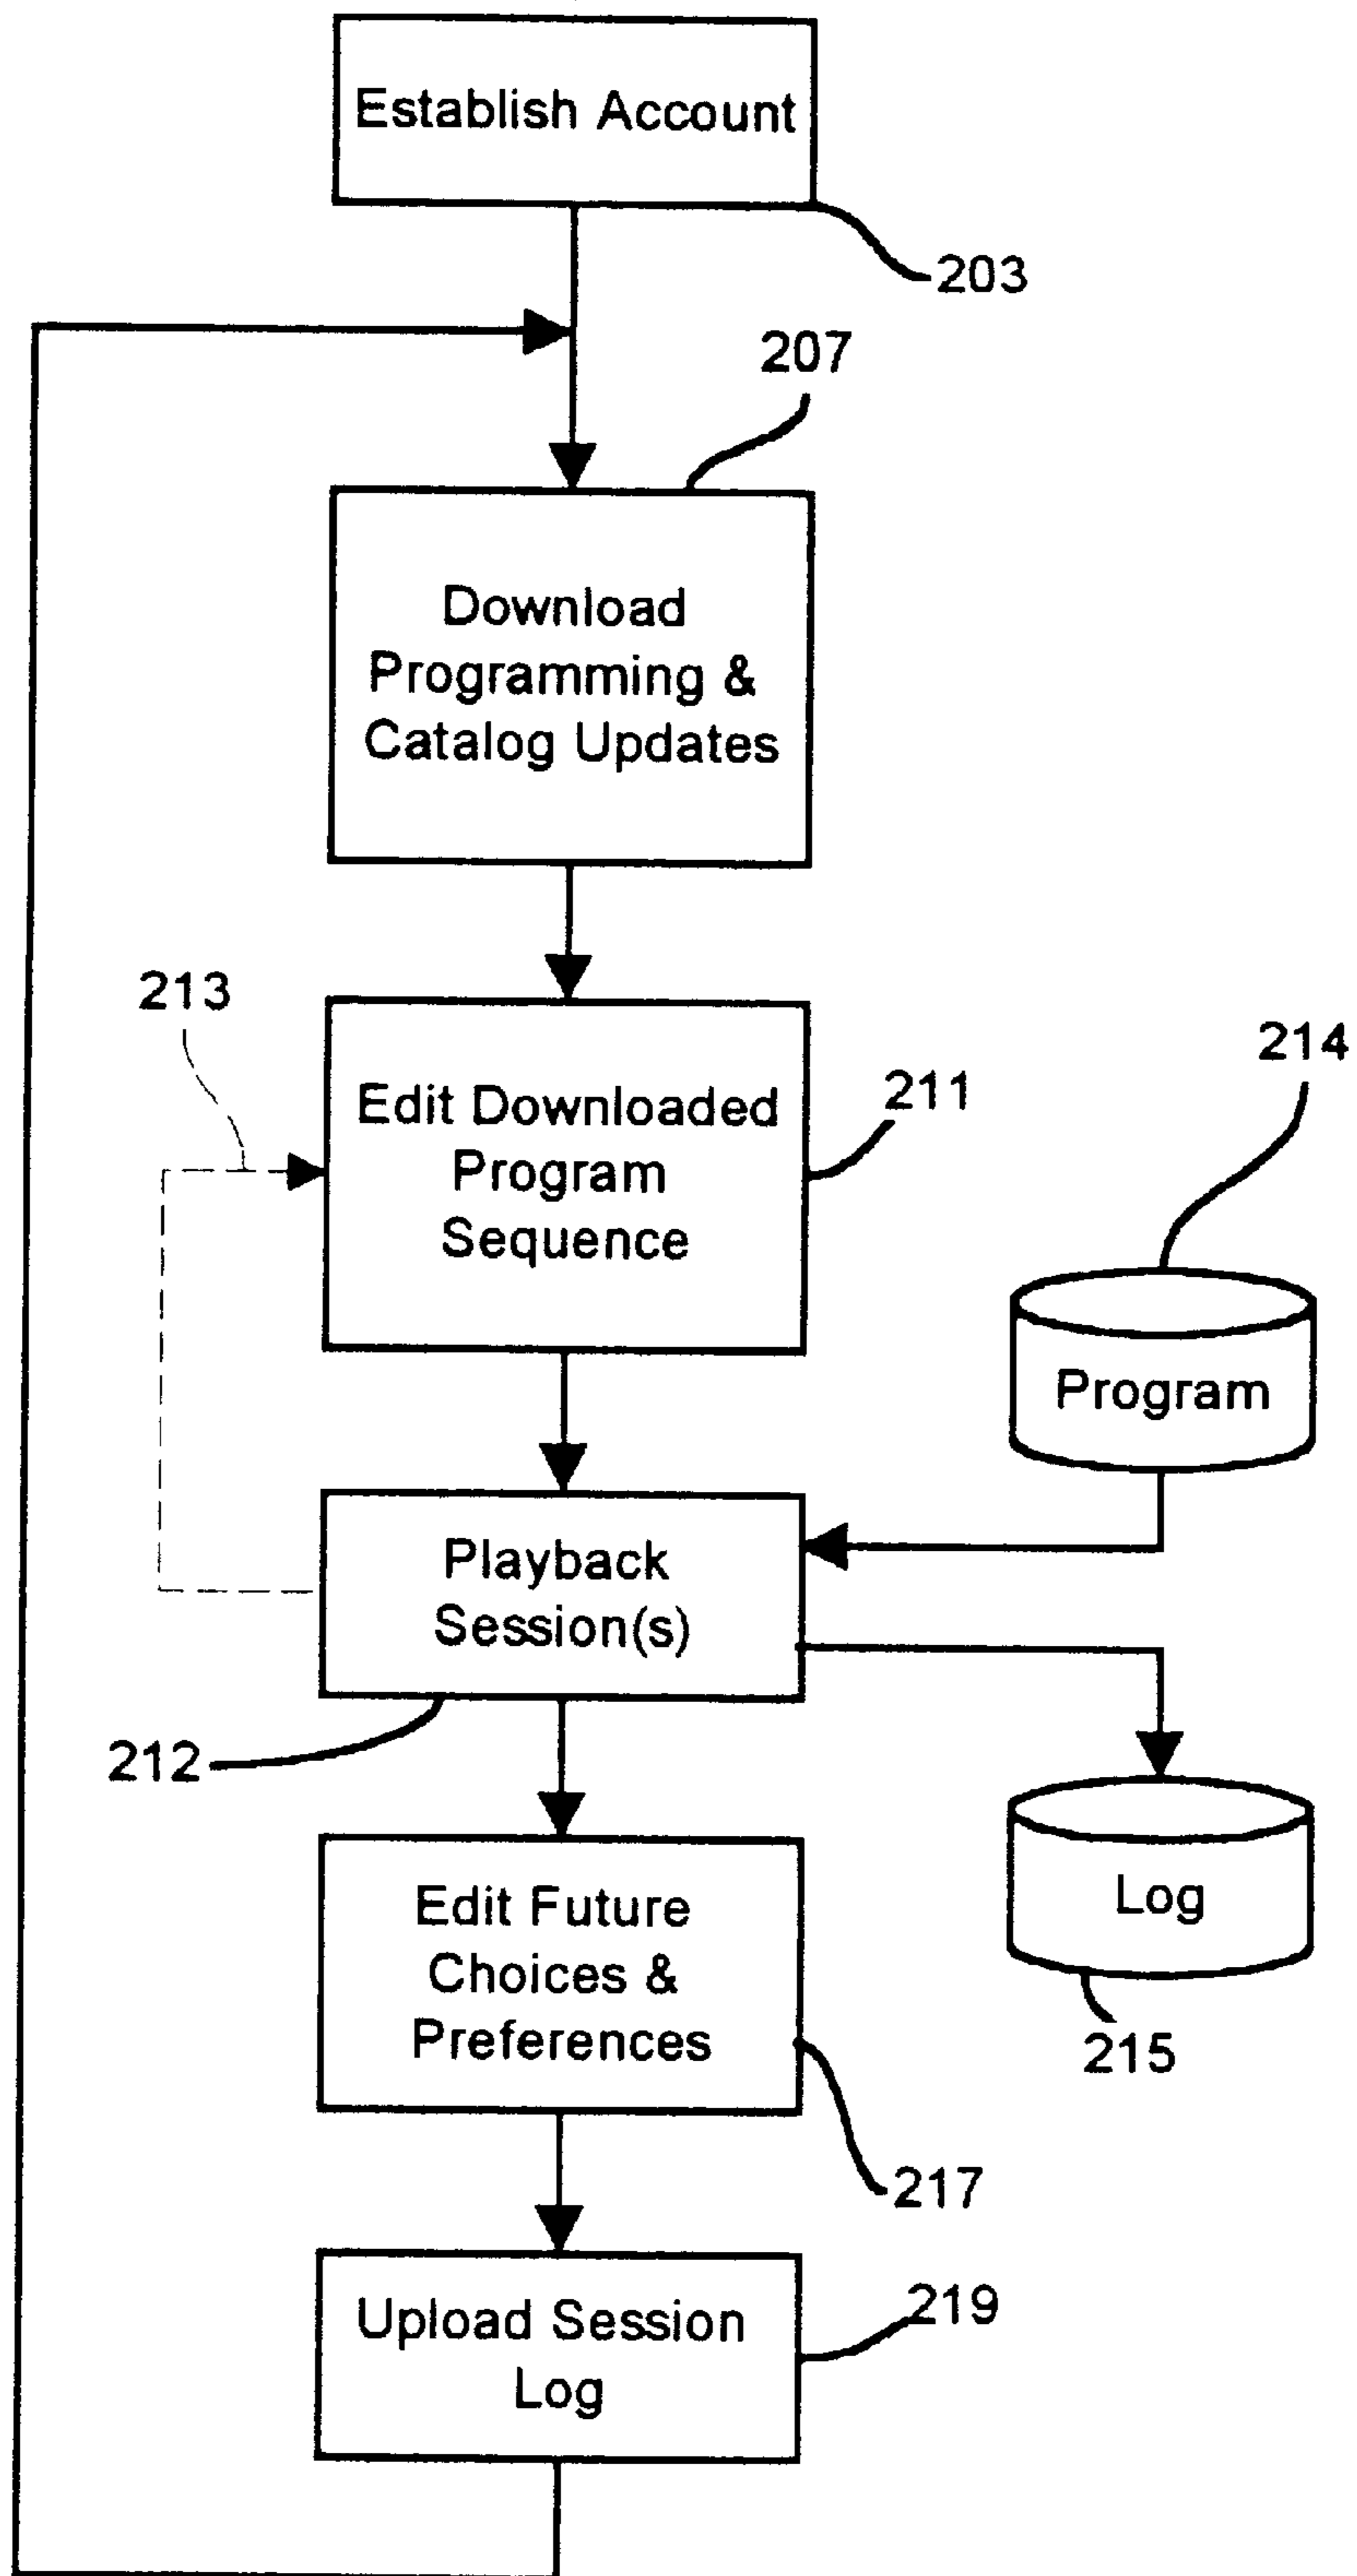 Establish Account
203
207
Download
Programming &
Catalog Updates
213
214
Edit Downloaded
Program
Sequence
211
Program
Playback
Session(s)
212
Log
215
Edit Future
Choices &
Preferences
217
Upload Session
Log
219